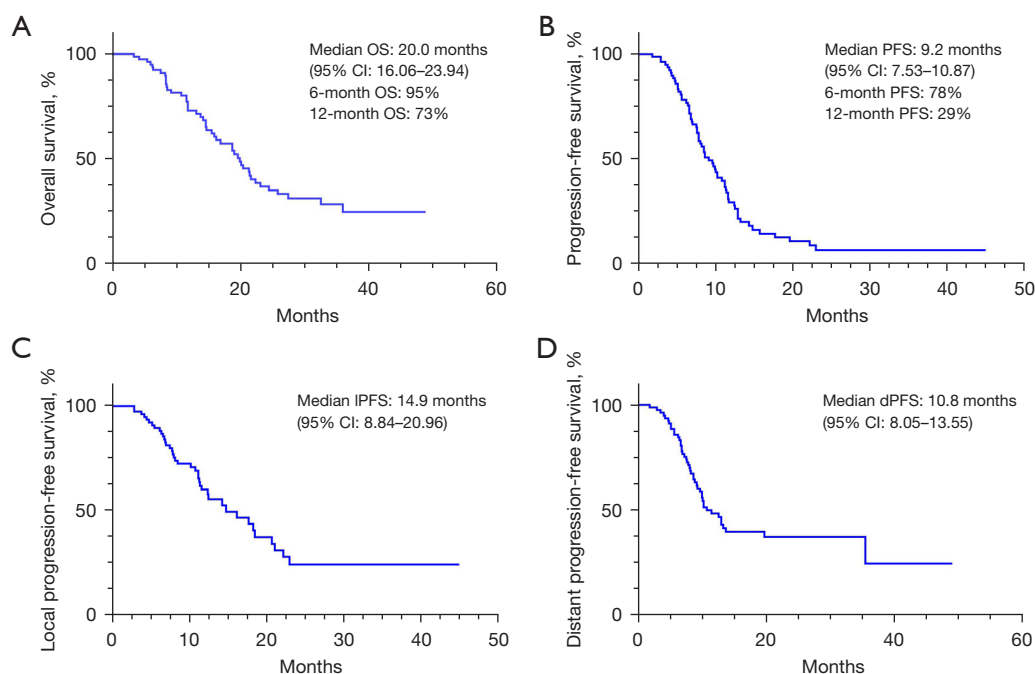 A
Median OS: 20.0 months
(95% CI: 16.06–23.94)
6-month OS: 95%
12-month OS: 73%
Overall survival, %
100
50
0
0 20 40 60
Months
B
Median PFS: 9.2 months
(95% CI: 7.53–10.87)
6-month PFS: 78%
12-month PFS: 29%
Progression-free survival, %
100
50
0
0 10 20 30 40 50
Months
C
Median lPFS: 14.9 months
(95% CI: 8.84–20.96)
Local progression-free survival, %
100
50
0
0 10 20 30 40 50
Months
D
Median dPFS: 10.8 months
(95% CI: 8.05–13.55)
Distant progression-free survival, %
100
50
0
0 20 40 60
Months